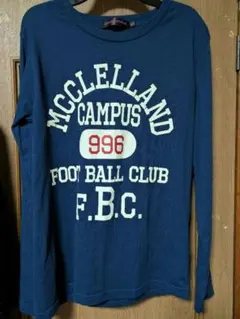 MCCLELLAND
CAMPUS
996
FOOT BALL CLUB
F.B.C.